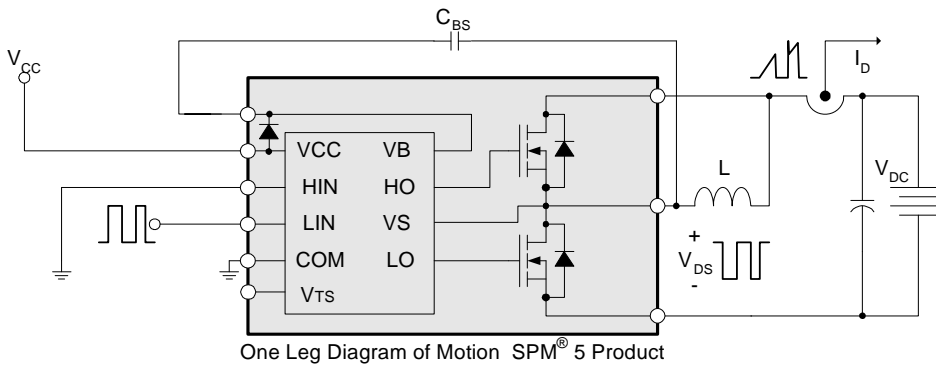 C_BS
V_CC
I_D
VCC VB
HIN HO
LIN VS
COM LO
V_TS
L
V_DC
+
V_DS
-
One Leg Diagram of Motion SPM® 5 Product